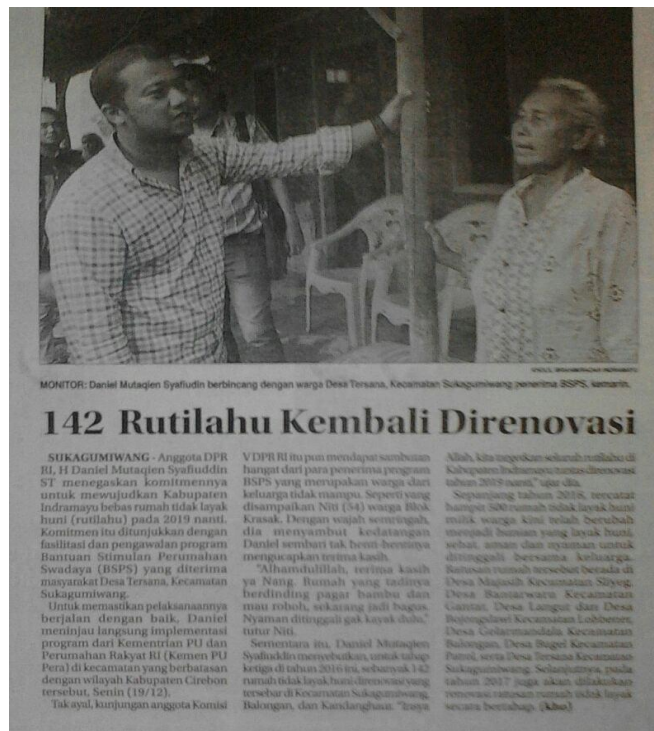 MONITOR: Daniel Mutaqien Syafiudin berbincang dengan warga Desa Tersana, Kecamatan Sukagumiwang penerima BSPS, kemarin.
142 Rutilahu Kembali Direnovasi
SUKAGUMIWANG - Anggota DPR
RI, H Daniel Mutaqien Syafiuddin
ST menegaskan komitmennya
untuk mewujudkan Kabupaten
Indramayu bebas rumah tidak layak
huni (rutilahu) pada 2019 nanti.
Komitmen itu ditunjukkan dengan
fasilitasi dan pengawalan program
Bantuan Stimulan Perumahan
Swadaya (BSPS) yang diterima
masyarakat Desa Tersana, Kecamatan
Sukagumiwang.
Untuk memastikan pelaksanaannya
berjalan dengan baik, Daniel
meninjau langsung implementasi
program dari Kementrian PU dan
Perumahan Rakyat RI (Kemen PU
Pera) di kecamatan yang berbatasan
dengan wilayah Kabupaten Cirebon
tersebut, Senin (19/12).
Tak ayal, kunjungan anggota Komisi
V DPR RI itu pun mendapat sambutan
hangat dari para penerima program
BSPS yang merupakan warga dari
keluarga tidak mampu. Seperti yang
disampaikan Niti (54) warga Blok
Krasak. Dengan wajah semringah,
dia menyambut kedatangan
Daniel sembari tak henti-hentinya
mengucapkan terima kasih.
"Alhamdulillah, terima kasih
ya Nang. Rumah yang tadinya
berdinding pagar bambu dan
mau roboh, sekarang jadi bagus.
Nyaman ditinggali gak kayak dulu,"
tutur Niti.
Sementara itu, Daniel Mutaqien
Syafiuddin menyebutkan, untuk tahap
ketiga di tahun 2016 ini, sebanyak 142
rumah tidak layak huni direnovasi yang
tersebar di Kecamatan Sukagumiwang,
Balongan, dan Kandanghaur. "Insya
Allah, kita targetkan seluruh rutilahu di
Kabupaten Indramayu tuntas direnovasi
tahun 2019 nanti," ujar dia.
Sepanjang tahun 2016, tercatat
hampir 500 rumah tidak layak huni
milik warga kini telah berubah
menjadi hunian yang layak huni,
sehat, aman dan nyaman untuk
ditinggali bersama keluarga.
Ratusan rumah tersebut berada di
Desa Majasih Kecamatan Sliyeg,
Desa Bantarwaru Kecamatan
Gantar, Desa Langut dan Desa
Bojongslawi Kecamatan Lohbener,
Desa Gelarmandala Kecamatan
Balongan, Desa Bugel Kecamatan
Patrol, serta Desa Tersana Kecamatan
Sukagumiwang. Selanjutnya, pada
tahun 2017 juga akan dilakukan
renovasi ratusan rumah tidak layak
secara bertahap. (kho)